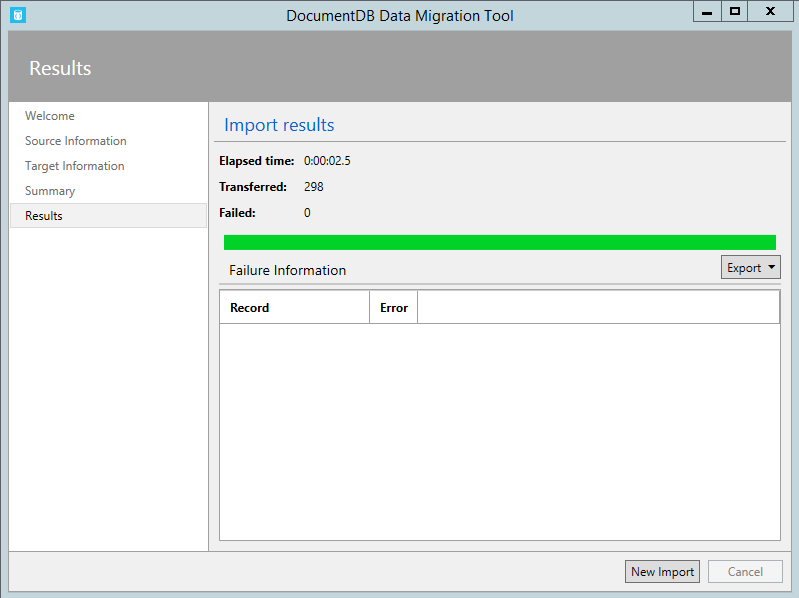 DocumentDB Data Migration Tool
Results
Welcome
Source Information
Target Information
Summary
Results
Import results
Elapsed time: 0:00:02.5
Transferred: 298
Failed: 0
Failure Information
Export
Record Error
New Import Cancel